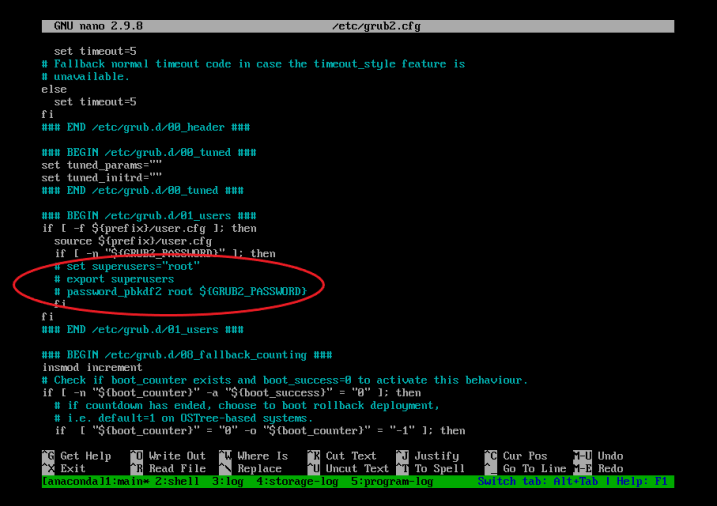 GNU nano 2.9.8 /etc/grub2.cfg
set timeout=5
# Fallback normal timeout code in case the timeout_style feature is
# unavailable.
else
set timeout=5
fi
### END /etc/grub.d/00_header ###
### BEGIN /etc/grub.d/00_tuned ###
set tuned_params=""
set tuned_initrd=""
### END /etc/grub.d/00_tuned ###
### BEGIN /etc/grub.d/01_users ###
if [ -f ${prefix}/user.cfg ]; then
source ${prefix}/user.cfg
if [ -n "${GRUB2_PASSWORD}" ]; then
# set superusers="root"
# export superusers
# password_pbkdf2 root ${GRUB2_PASSWORD}
fi
fi
### END /etc/grub.d/01_users ###
### BEGIN /etc/grub.d/08_fallback_counting ###
insmod increment
# Check if boot_counter exists and boot_success=0 to activate this behaviour.
if [ -n "${boot_counter}" -a "${boot_success}" = "0" ]; then
# if countdown has ended, choose to boot rollback deployment,
# i.e. default=1 on OSTree-based systems.
if [ "${boot_counter}" = "0" -o "${boot_counter}" = "-1" ]; then
^G Get Help ^O Write Out ^W Where Is ^K Cut Text ^J Justify ^C Cur Pos M-U Undo
^X Exit ^R Read File ^\ Replace ^U Uncut Text ^T To Spell ^_ Go To Line M-E Redo
[anaconda]1:main* 2:shell 3:log 4:storage-log 5:program-log Switch tab: Alt+Tab | Help: F1